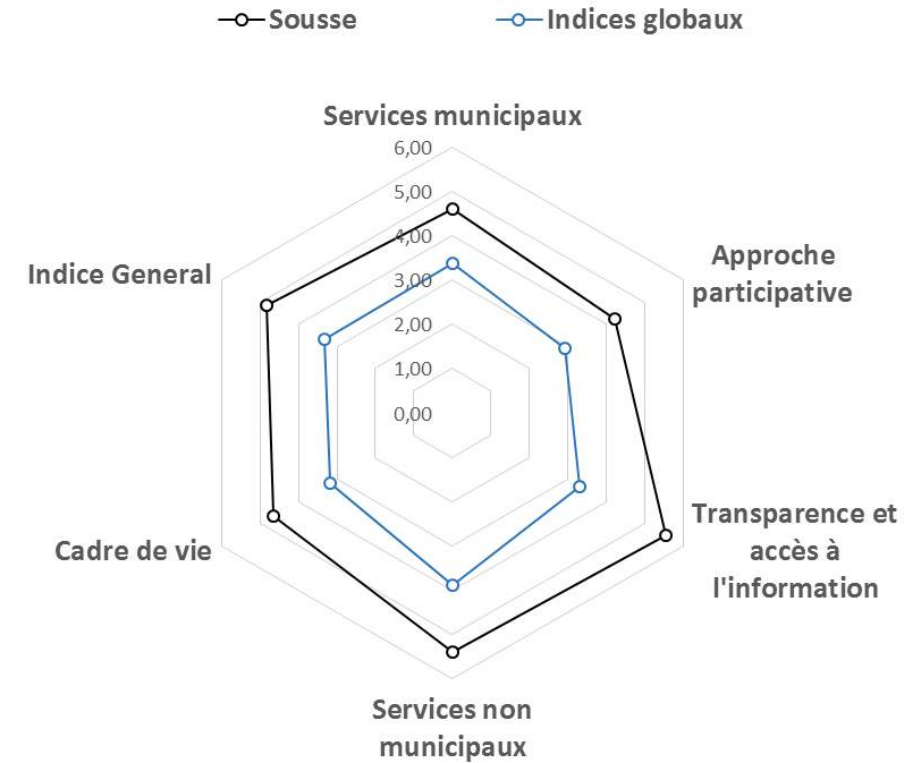 Sousse
Indices globaux
Services municipaux
6,00
5,00
4,00
3,00
2,00
1,00
0,00
Approche
participative
Transparence et
accès à
l'information
Services non
municipaux
Cadre de vie
Indice General